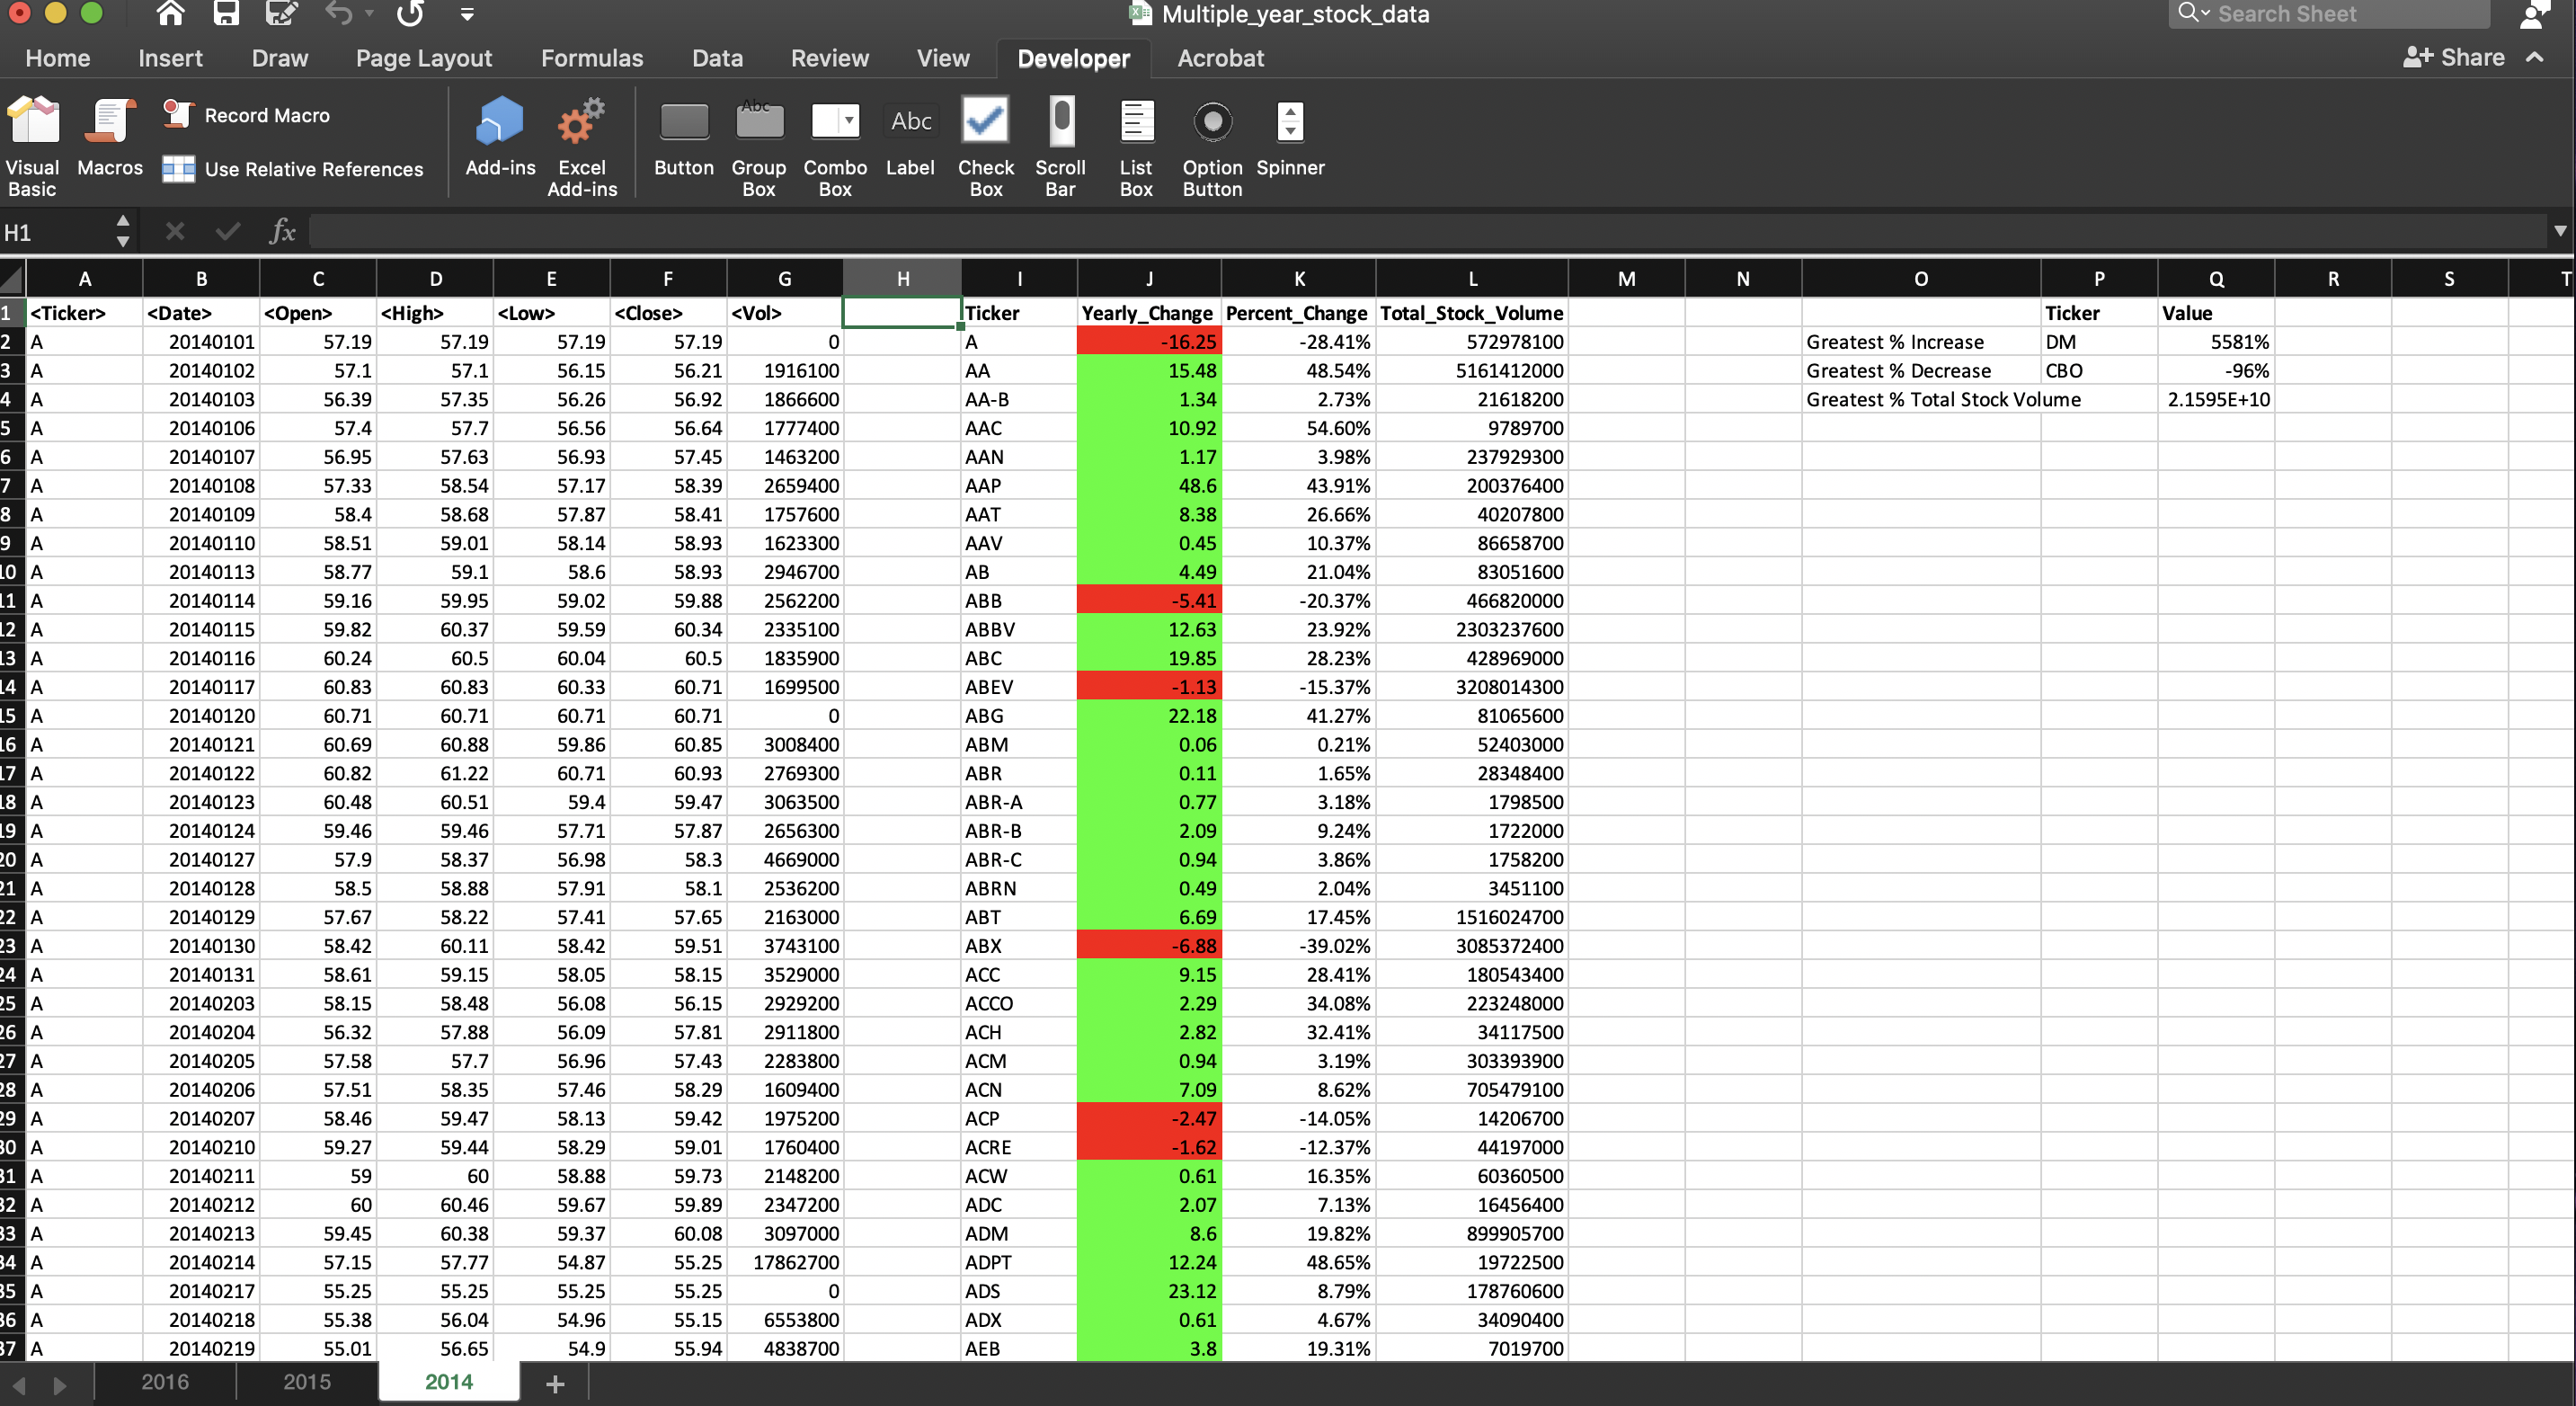 Multiple_year_stock_data
Search Sheet
Home Insert Draw Page Layout Formulas Data Review View Developer Acrobat Share
Visual Basic
Macros
Record Macro
Use Relative References
Add-ins
Excel Add-ins
Button
Group Box
Combo Box
Abc
Label
Check Box
Scroll Bar
List Box
Option Button
Spinner
H1 fx
A B C D E F G H I J K L M N O P Q R S T
1 <Ticker> <Date> <Open> <High> <Low> <Close> <Vol> Ticker Yearly_Change Percent_Change Total_Stock_Volume Ticker Value
2 A 20140101 57.19 57.19 57.19 57.19 0 A -16.25 -28.41% 572978100 Greatest % Increase DM 5581%
3 A 20140102 57.1 57.1 56.15 56.21 1916100 AA 15.48 48.54% 5161412000 Greatest % Decrease CBO -96%
4 A 20140103 56.39 57.35 56.26 56.92 1866600 AA-B 1.34 2.73% 21618200 Greatest % Total Stock Volume 2.1595E+10
5 A 20140106 57.4 57.7 56.56 56.64 1777400 AAC 10.92 54.60% 9789700
6 A 20140107 56.95 57.63 56.93 57.45 1463200 AAN 1.17 3.98% 237929300
7 A 20140108 57.33 58.54 57.17 58.39 2659400 AAP 48.6 43.91% 200376400
8 A 20140109 58.4 58.68 57.87 58.41 1757600 AAT 8.38 26.66% 40207800
9 A 20140110 58.51 59.01 58.14 58.93 1623300 AAV 0.45 10.37% 86658700
10 A 20140113 58.77 59.1 58.6 58.93 2946700 AB 4.49 21.04% 83051600
11 A 20140114 59.16 59.95 59.02 59.88 2562200 ABB -5.41 -20.37% 466820000
12 A 20140115 59.82 60.37 59.59 60.34 2335100 ABBV 12.63 23.92% 2303237600
13 A 20140116 60.24 60.5 60.04 60.5 1835900 ABC 19.85 28.23% 428969000
14 A 20140117 60.83 60.83 60.33 60.71 1699500 ABEV -1.13 -15.37% 3208014300
15 A 20140120 60.71 60.71 60.71 60.71 0 ABG 22.18 41.27% 81065600
16 A 20140121 60.69 60.88 59.86 60.85 3008400 ABM 0.06 0.21% 52403000
17 A 20140122 60.82 61.22 60.71 60.93 2769300 ABR 0.11 1.65% 28348400
18 A 20140123 60.48 60.51 59.4 59.47 3063500 ABR-A 0.77 3.18% 1798500
19 A 20140124 59.46 59.46 57.71 57.87 2656300 ABR-B 2.09 9.24% 1722000
20 A 20140127 57.9 58.37 56.98 58.3 4669000 ABR-C 0.94 3.86% 1758200
21 A 20140128 58.5 58.88 57.91 58.1 2536200 ABRN 0.49 2.04% 3451100
22 A 20140129 57.67 58.22 57.41 57.65 2163000 ABT 6.69 17.45% 1516024700
23 A 20140130 58.42 60.11 58.42 59.51 3743100 ABX -6.88 -39.02% 3085372400
24 A 20140131 58.61 59.15 58.05 58.15 3529000 ACC 9.15 28.41% 180543400
25 A 20140203 58.15 58.48 56.08 56.15 2929200 ACCO 2.29 34.08% 223248000
26 A 20140204 56.32 57.88 56.09 57.81 2911800 ACH 2.82 32.41% 34117500
27 A 20140205 57.58 57.7 56.96 57.43 2283800 ACM 0.94 3.19% 303393900
28 A 20140206 57.51 58.35 57.46 58.29 1609400 ACN 7.09 8.62% 705479100
29 A 20140207 58.46 59.47 58.13 59.42 1975200 ACP -2.47 -14.05% 14206700
30 A 20140210 59.27 59.44 58.29 59.01 1760400 ACRE -1.62 -12.37% 44197000
31 A 20140211 59 60 58.88 59.73 2148200 ACW 0.61 16.35% 60360500
32 A 20140212 60 60.46 59.67 59.89 2347200 ADC 2.07 7.13% 16456400
33 A 20140213 59.45 60.38 59.37 60.08 3097000 ADM 8.6 19.82% 899905700
34 A 20140214 57.15 57.77 54.87 55.25 17862700 ADPT 12.24 48.65% 19722500
35 A 20140217 55.25 55.25 55.25 55.25 0 ADS 23.12 8.79% 178760600
36 A 20140218 55.38 56.04 54.96 55.15 6553800 ADX 0.61 4.67% 34090400
37 A 20140219 55.01 56.65 54.9 55.94 4838700 AEB 3.8 19.31% 7019700
2016 2015 2014 +